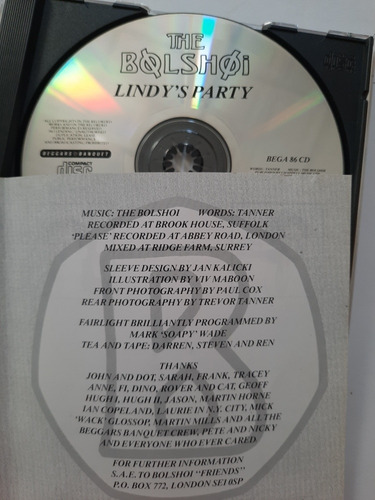 THE
BOLSHOI
LINDY'S PARTY
BEGA 86 CD
BEGGARS BANQUET
COMPACT
disc
MUSIC: THE BOLSHOI WORDS: TANNER
RECORDED AT BROOK HOUSE, SUFFOLK
'PLEASE' RECORDED AT ABBEY ROAD, LONDON
MIXED AT RIDGE FARM, SURREY
SLEEVE DESIGN BY JAN KALICKI
ILLUSTRATION BY VIV MABOON
FRONT PHOTOGRAPHY BY PAUL COX
REAR PHOTOGRAPHY BY TREVOR TANNER
FAIRLIGHT BRILLIANTLY PROGRAMMED BY
MARK 'SOAPY' WADE
TEA AND TAPE: DARREN, STEVEN AND REN
THANKS
JOHN AND DOT, SARAH, FRANK, TRACEY
ANNE, FI, DINO, ROVER AND CAT, GEOFF
HUGH I, HUGH II, JASON, MARTIN HORNE
IAN COPELAND, LAURIE IN N.Y. CITY, MICK
'WACK' GLOSSOP, MARTIN MILLS AND ALL THE
BEGGARS BANQUET CREW, PETE AND NICKY
AND EVERYONE WHO EVER CARED.
FOR FURTHER INFORMATION
S.A.E. TO BOLSHOI "FRIENDS"
P.O. BOX 772, LONDON SE1 0SP